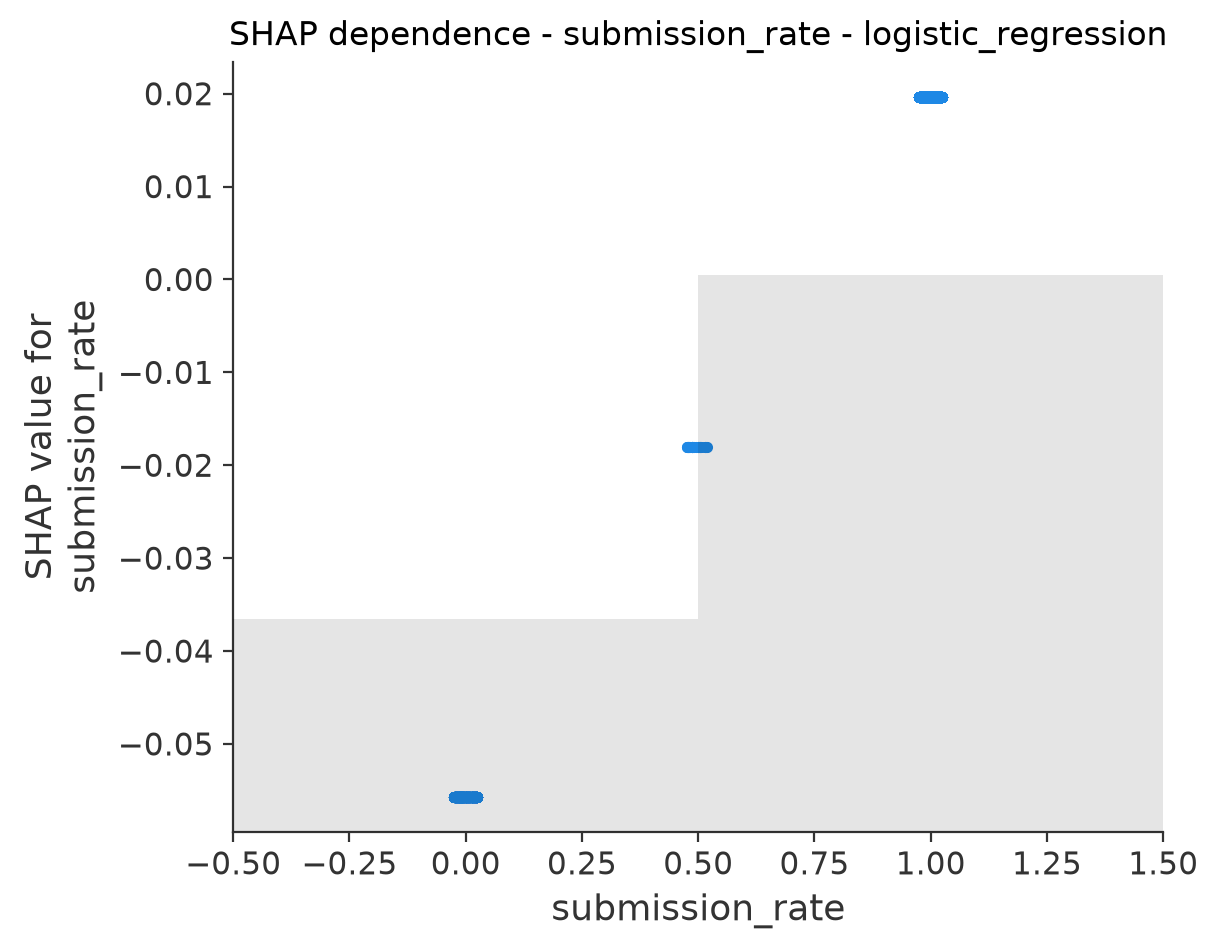 SHAP dependence - submission_rate - logistic_regression
0.02
0.01
0.00
−0.01
−0.02
−0.03
−0.04
−0.05
SHAP value for
submission_rate
−0.50 −0.25 0.00 0.25 0.50 0.75 1.00 1.25 1.50
submission_rate